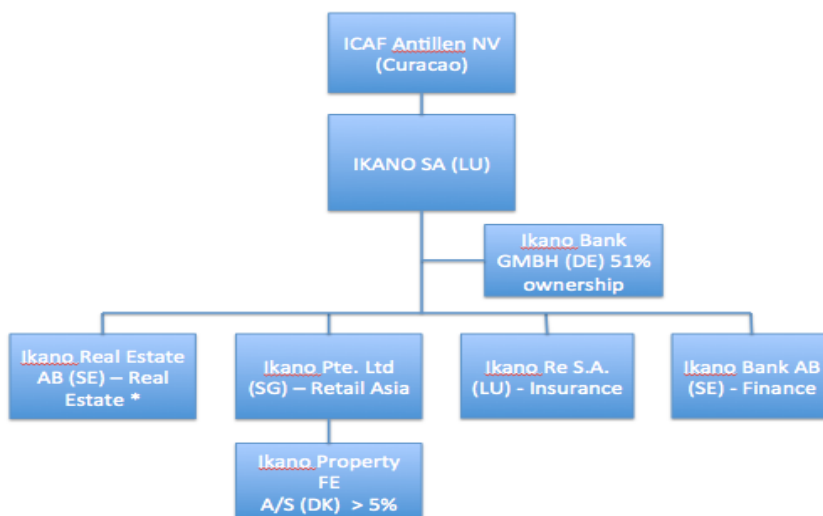 ICAF Antillen NV
(Curacao)
IKANO SA (LU)
Ikano Bank
GMBH (DE) 51%
ownership
Ikano Real Estate
AB (SE) – Real
Estate *
Ikano Pte. Ltd
(SG) – Retail Asia
Ikano Re S.A.
(LU) - Insurance
Ikano Bank AB
(SE) - Finance
Ikano Property
FE
A/S (DK) > 5%